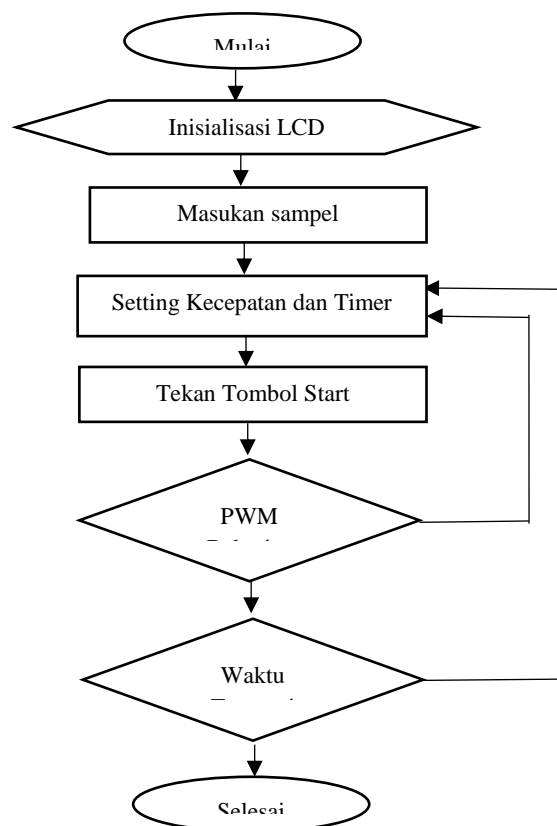 Mulai
Inisialisasi LCD
Masukan sampel
Setting Kecepatan dan Timer
Tekan Tombol Start
PWM
Waktu
Selesai